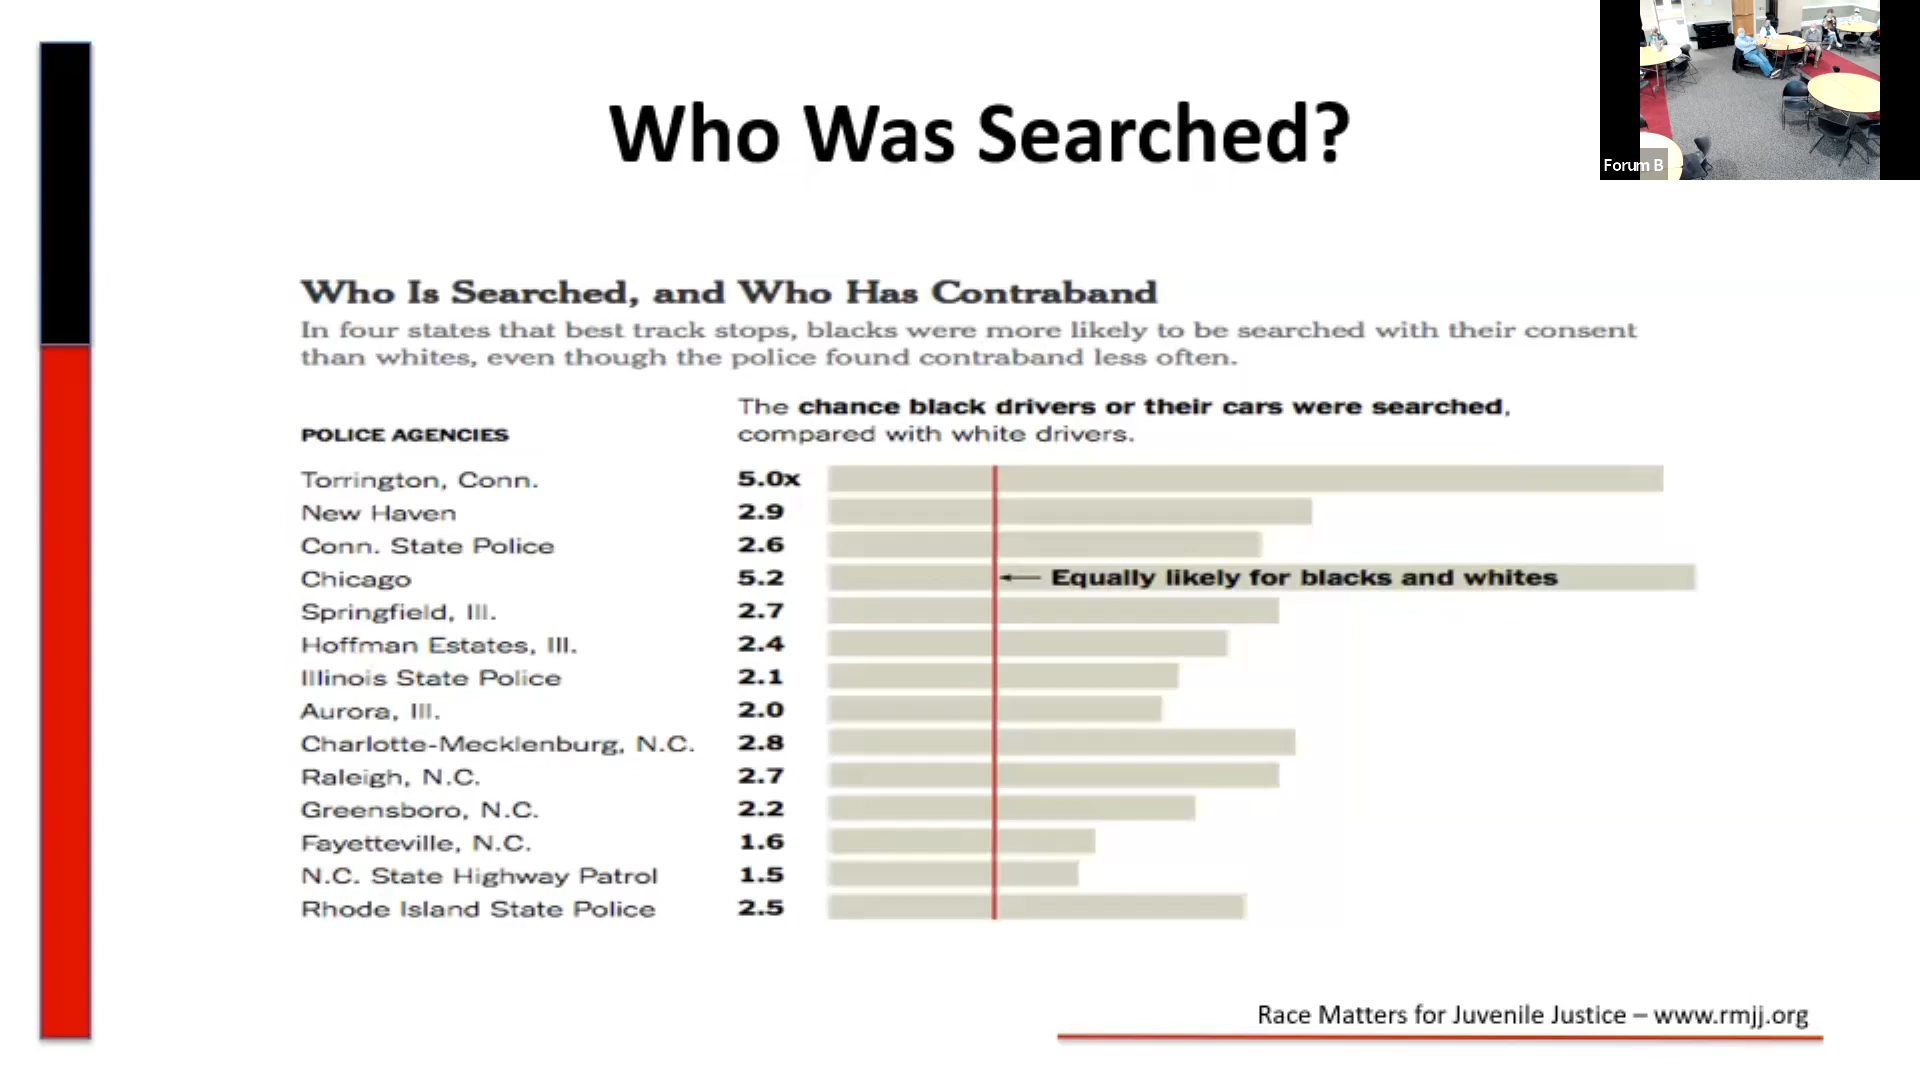 Who Was Searched?
Forum B
Who Is Searched, and Who Has Contraband
In four states that best track stops, blacks were more likely to be searched with their consent
than whites, even though the police found contraband less often.
The chance black drivers or their cars were searched,
compared with white drivers.
POLICE AGENCIES
Torrington, Conn. 5.0x
New Haven 2.9
Conn. State Police 2.6
Chicago 5.2 Equally likely for blacks and whites
Springfield, Ill. 2.7
Hoffman Estates, Ill. 2.4
Illinois State Police 2.1
Aurora, Ill. 2.0
Charlotte-Mecklenburg, N.C. 2.8
Raleigh, N.C. 2.7
Greensboro, N.C. 2.2
Fayetteville, N.C. 1.6
N.C. State Highway Patrol 1.5
Rhode Island State Police 2.5
Race Matters for Juvenile Justice – www.rmjj.org